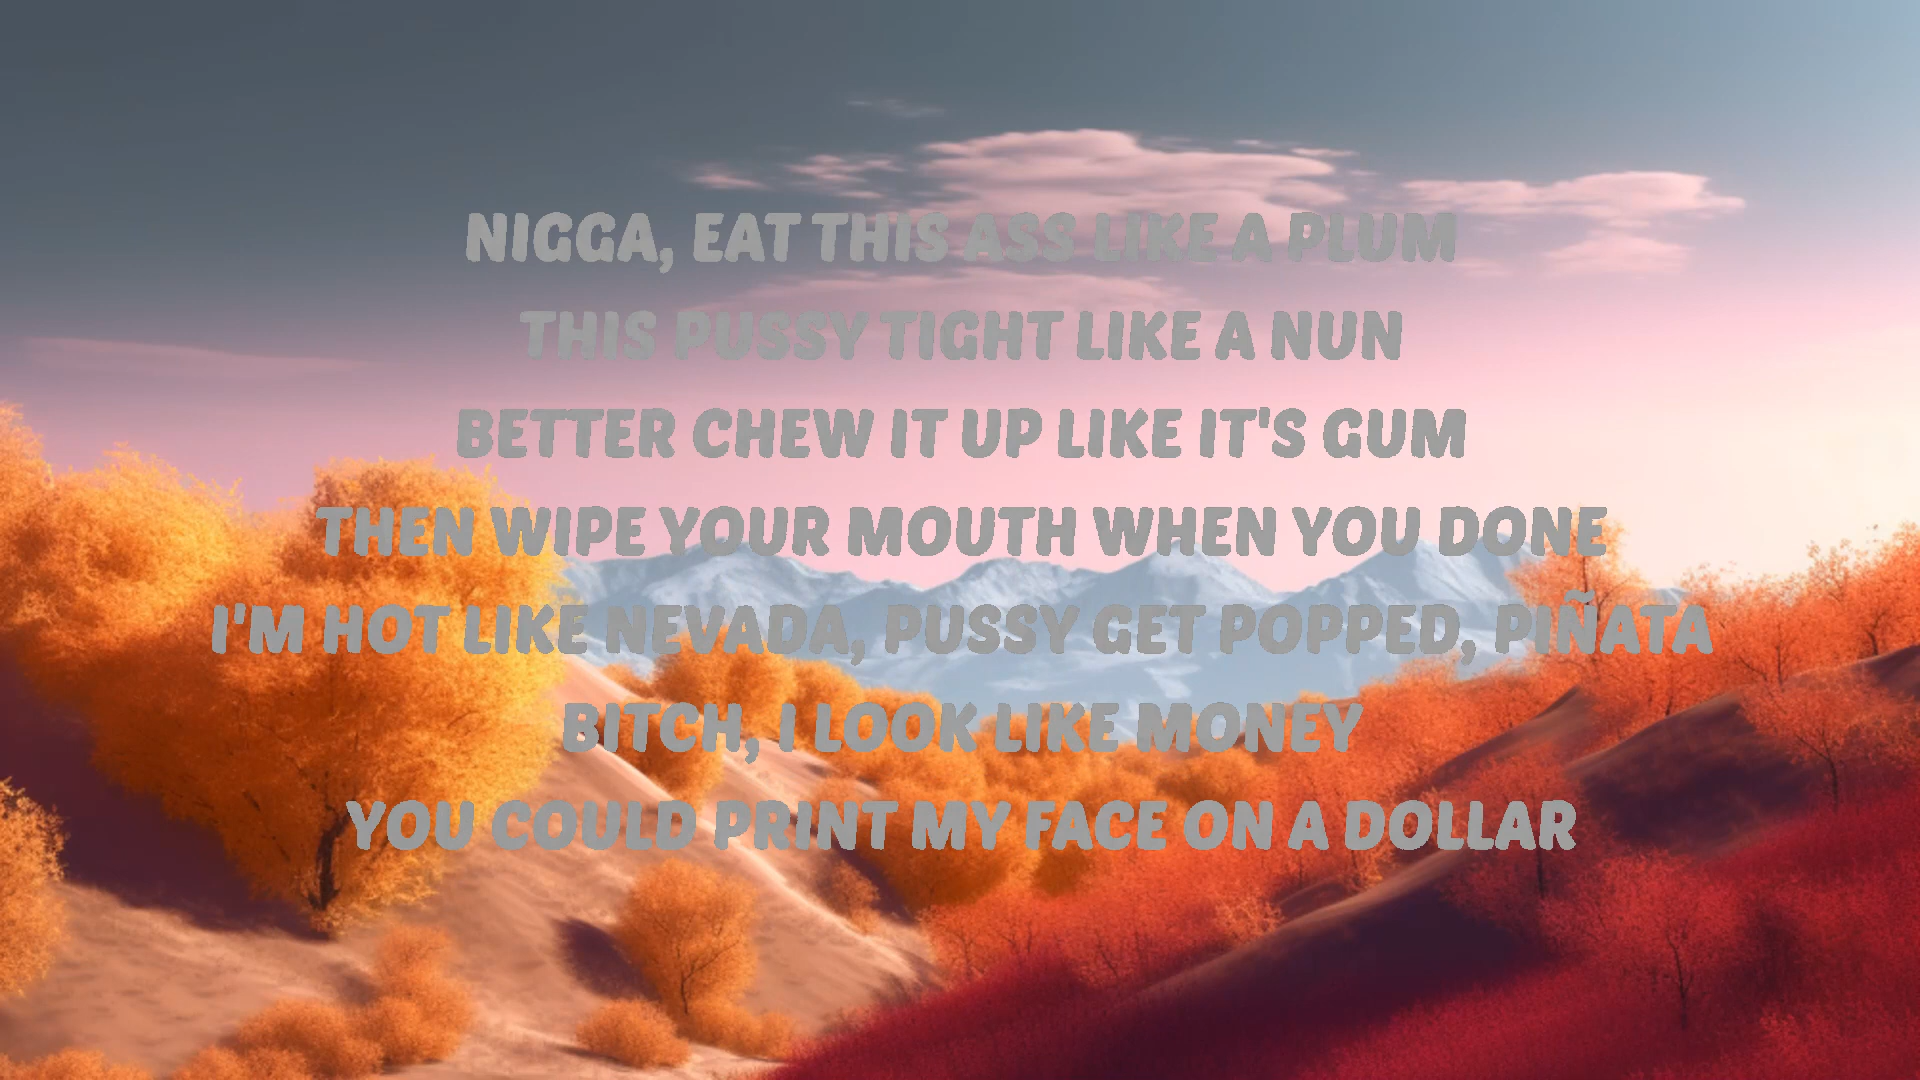 NIGGA, EAT THIS ASS LIKE A PLUM
THIS PUSSY TIGHT LIKE A NUN
BETTER CHEW IT UP LIKE IT'S GUM
THEN WIPE YOUR MOUTH WHEN YOU DONE
I'M HOT LIKE NEVADA, PUSSY GET POPPED, PIÑATA
BITCH, I LOOK LIKE MONEY
YOU COULD PRINT MY FACE ON A DOLLAR